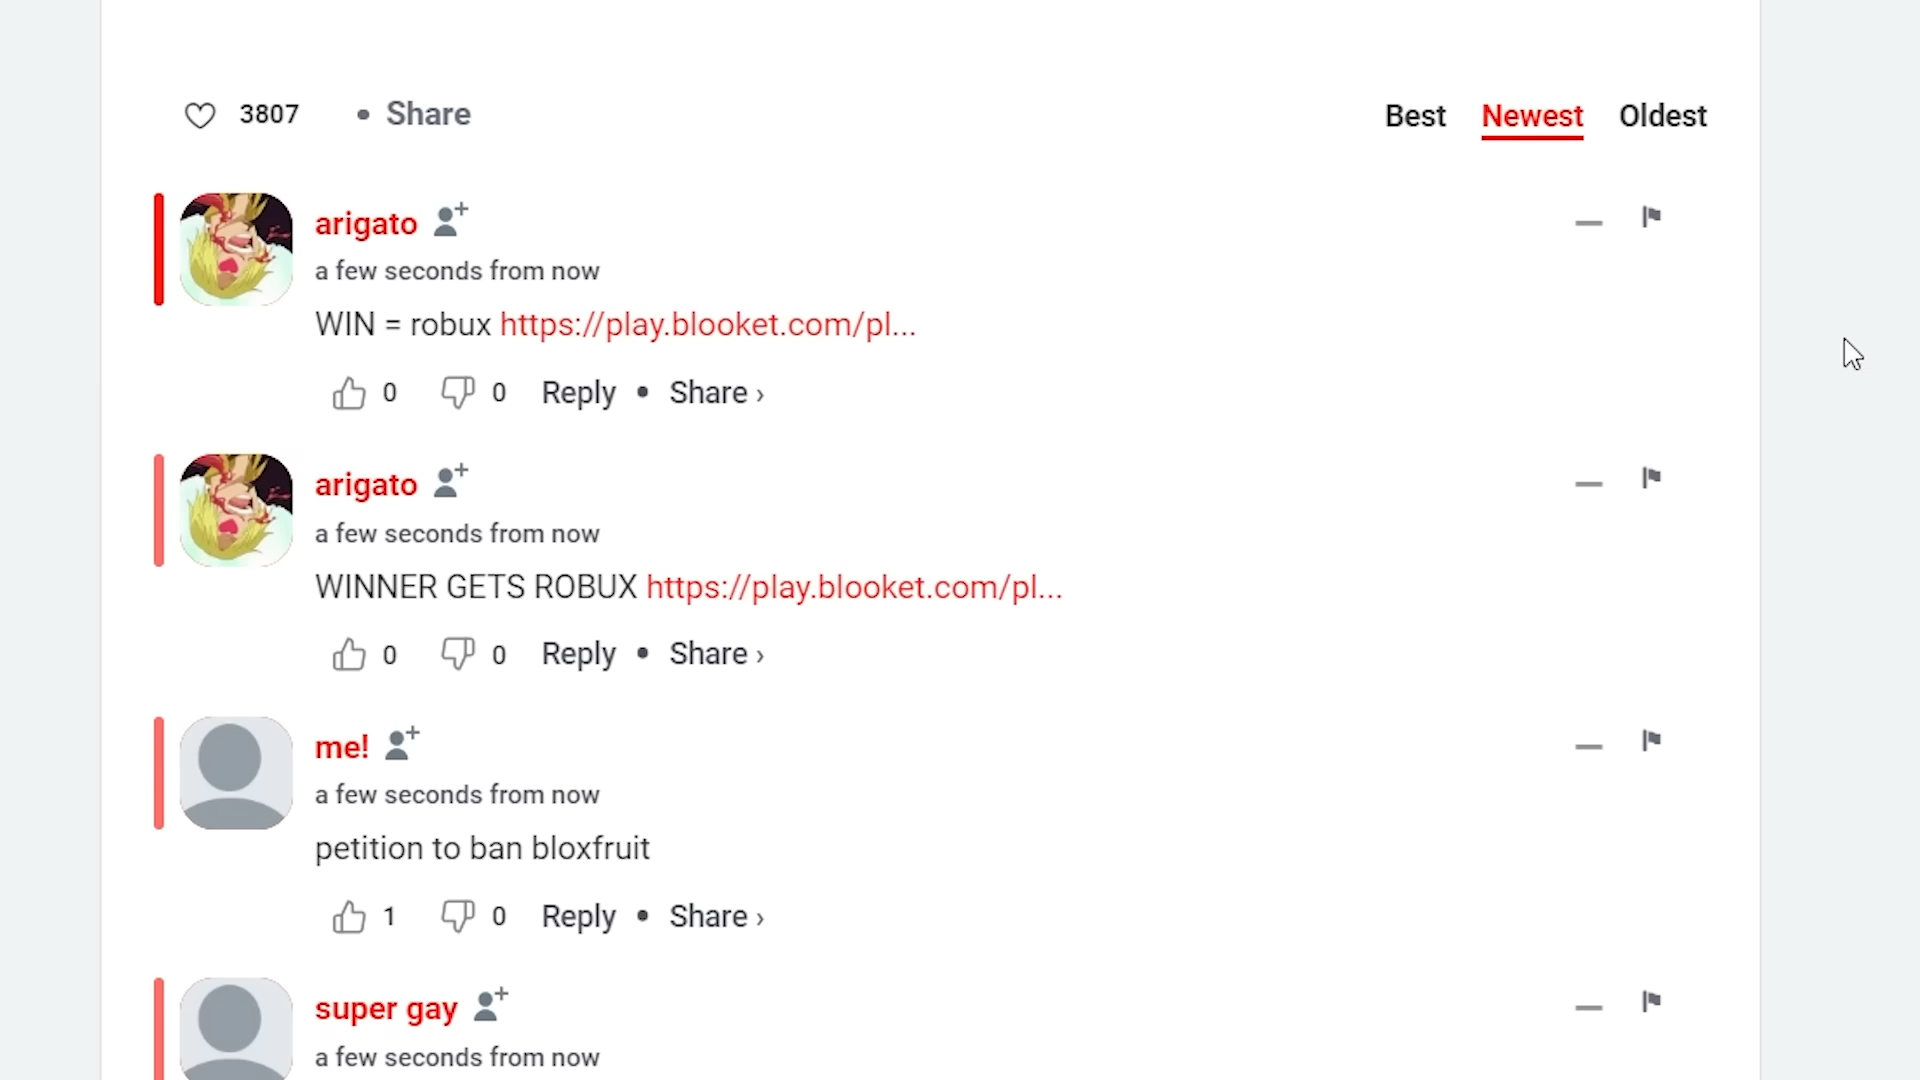 3807 • Share Best Newest Oldest
arigato
a few seconds from now
WIN = robux https://play.blooket.com/pl...
0 0 Reply • Share ›
arigato
a few seconds from now
WINNER GETS ROBUX https://play.blooket.com/pl...
0 0 Reply • Share ›
me!
a few seconds from now
petition to ban bloxfruit
1 0 Reply • Share ›
super gay
a few seconds from now